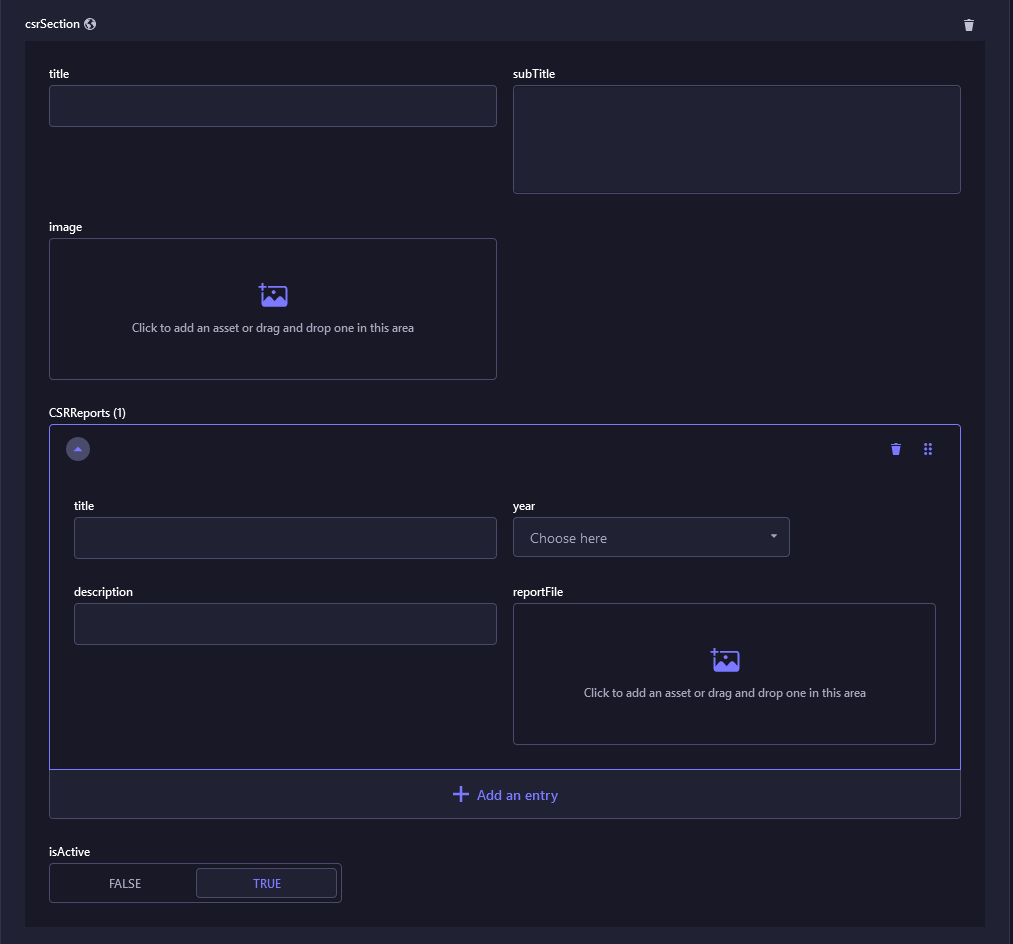 csrSection
title
subTitle
image
Click to add an asset or drag and drop one in this area
CSRReports (1)
title
year
Choose here
description
reportFile
Click to add an asset or drag and drop one in this area
Add an entry
isActive
FALSE
TRUE